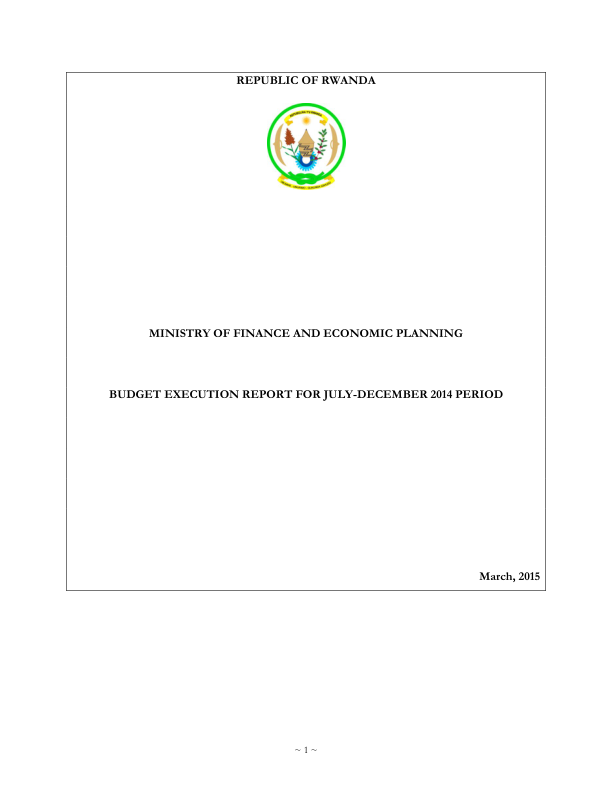 REPUBLIC OF RWANDA
MINISTRY OF FINANCE AND ECONOMIC PLANNING
BUDGET EXECUTION REPORT FOR JULY-DECEMBER 2014 PERIOD
March, 2015
~ 1 ~